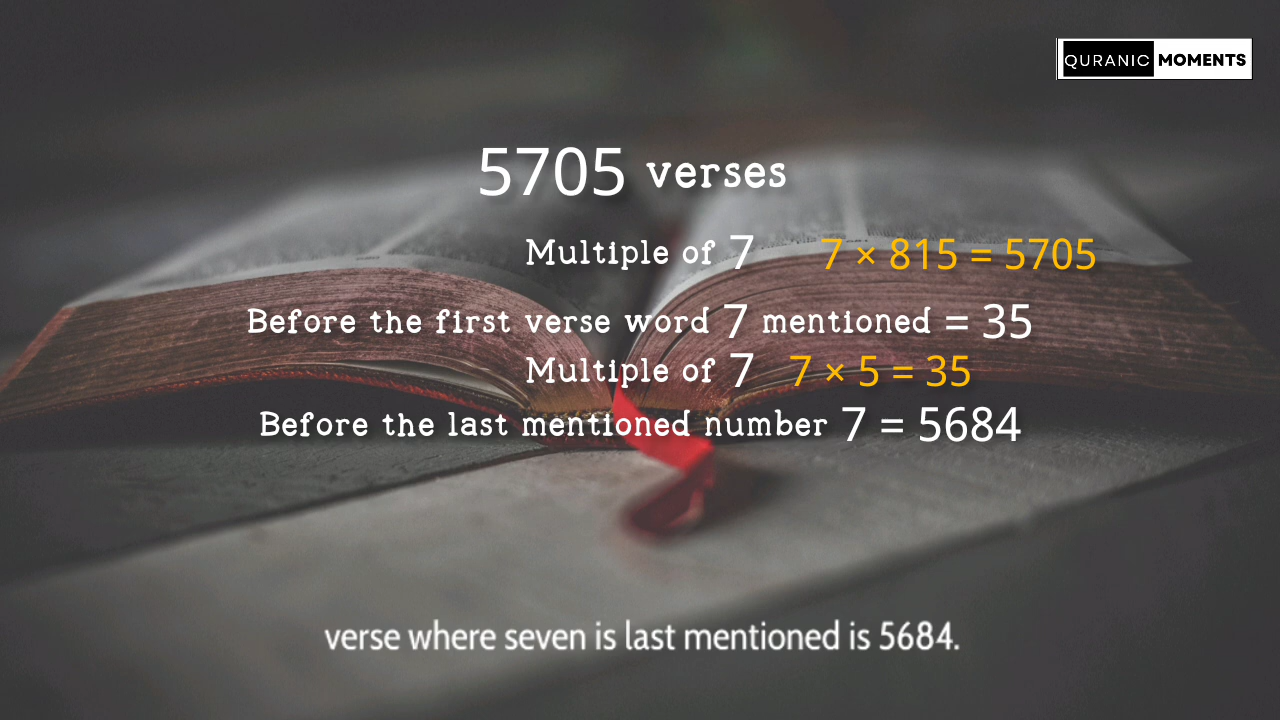 QURANIC MOMENTS
5705 verses
Multiple of 7 7 × 815 = 5705
Before the first verse word 7 mentioned = 35
Multiple of 7 7 × 5 = 35
Before the last mentioned number 7 = 5684
verse where seven is last mentioned is 5684.